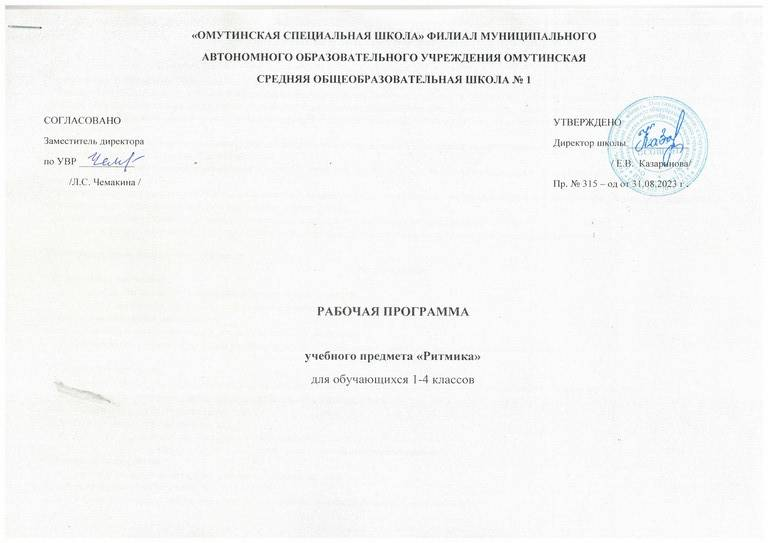 «ОМУТИНСКАЯ СПЕЦИАЛЬНАЯ ШКОЛА» ФИЛИАЛ МУНИЦИПАЛЬНОГО
АВТОНОМНОГО ОБРАЗОВАТЕЛЬНОГО УЧРЕЖДЕНИЯ ОМУТИНСКАЯ
СРЕДНЯЯ ОБЩЕОБРАЗОВАТЕЛЬНАЯ ШКОЛА № 1
СОГЛАСОВАНО
Заместитель директора
по УВР
/Л.С. Чемакина /
УТВЕРЖДЕНО
Директор школы
/ Е.В. Казаринова/
Пр. № 315 – од от 31.08.2023 г .
РАБОЧАЯ ПРОГРАММА
учебного предмета «Ритмика»
для обучающихся 1-4 классов